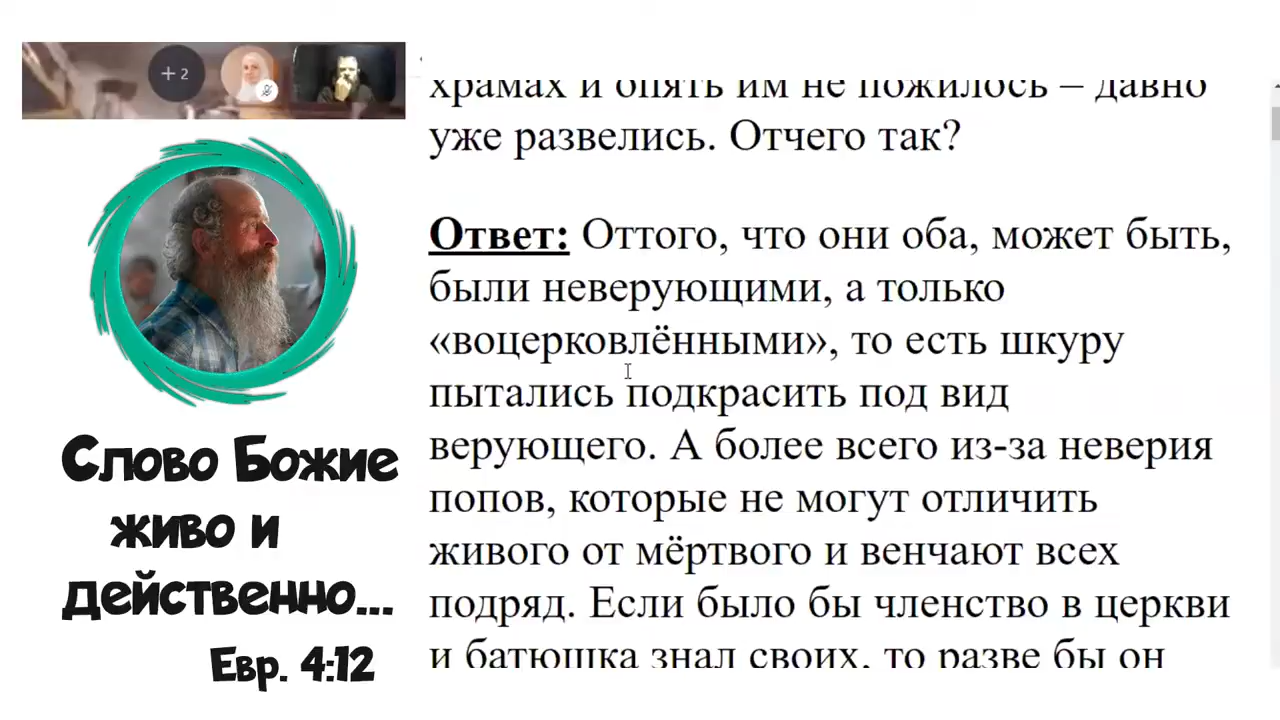 +2
храмах и опять им не пожилось – давно
уже развелись. Отчего так?
Ответ: Оттого, что они оба, может быть,
были неверующими, а только
«воцерковлёнными», то есть шкуру
пытались подкрасить под вид
верующего. А более всего из-за неверия
попов, которые не могут отличить
живого от мёртвого и венчают всех
подряд. Если было бы членство в церкви
и батюшка знал своих, то разве бы он
Слово Божие
живо и
действенно...
Евр. 4:12